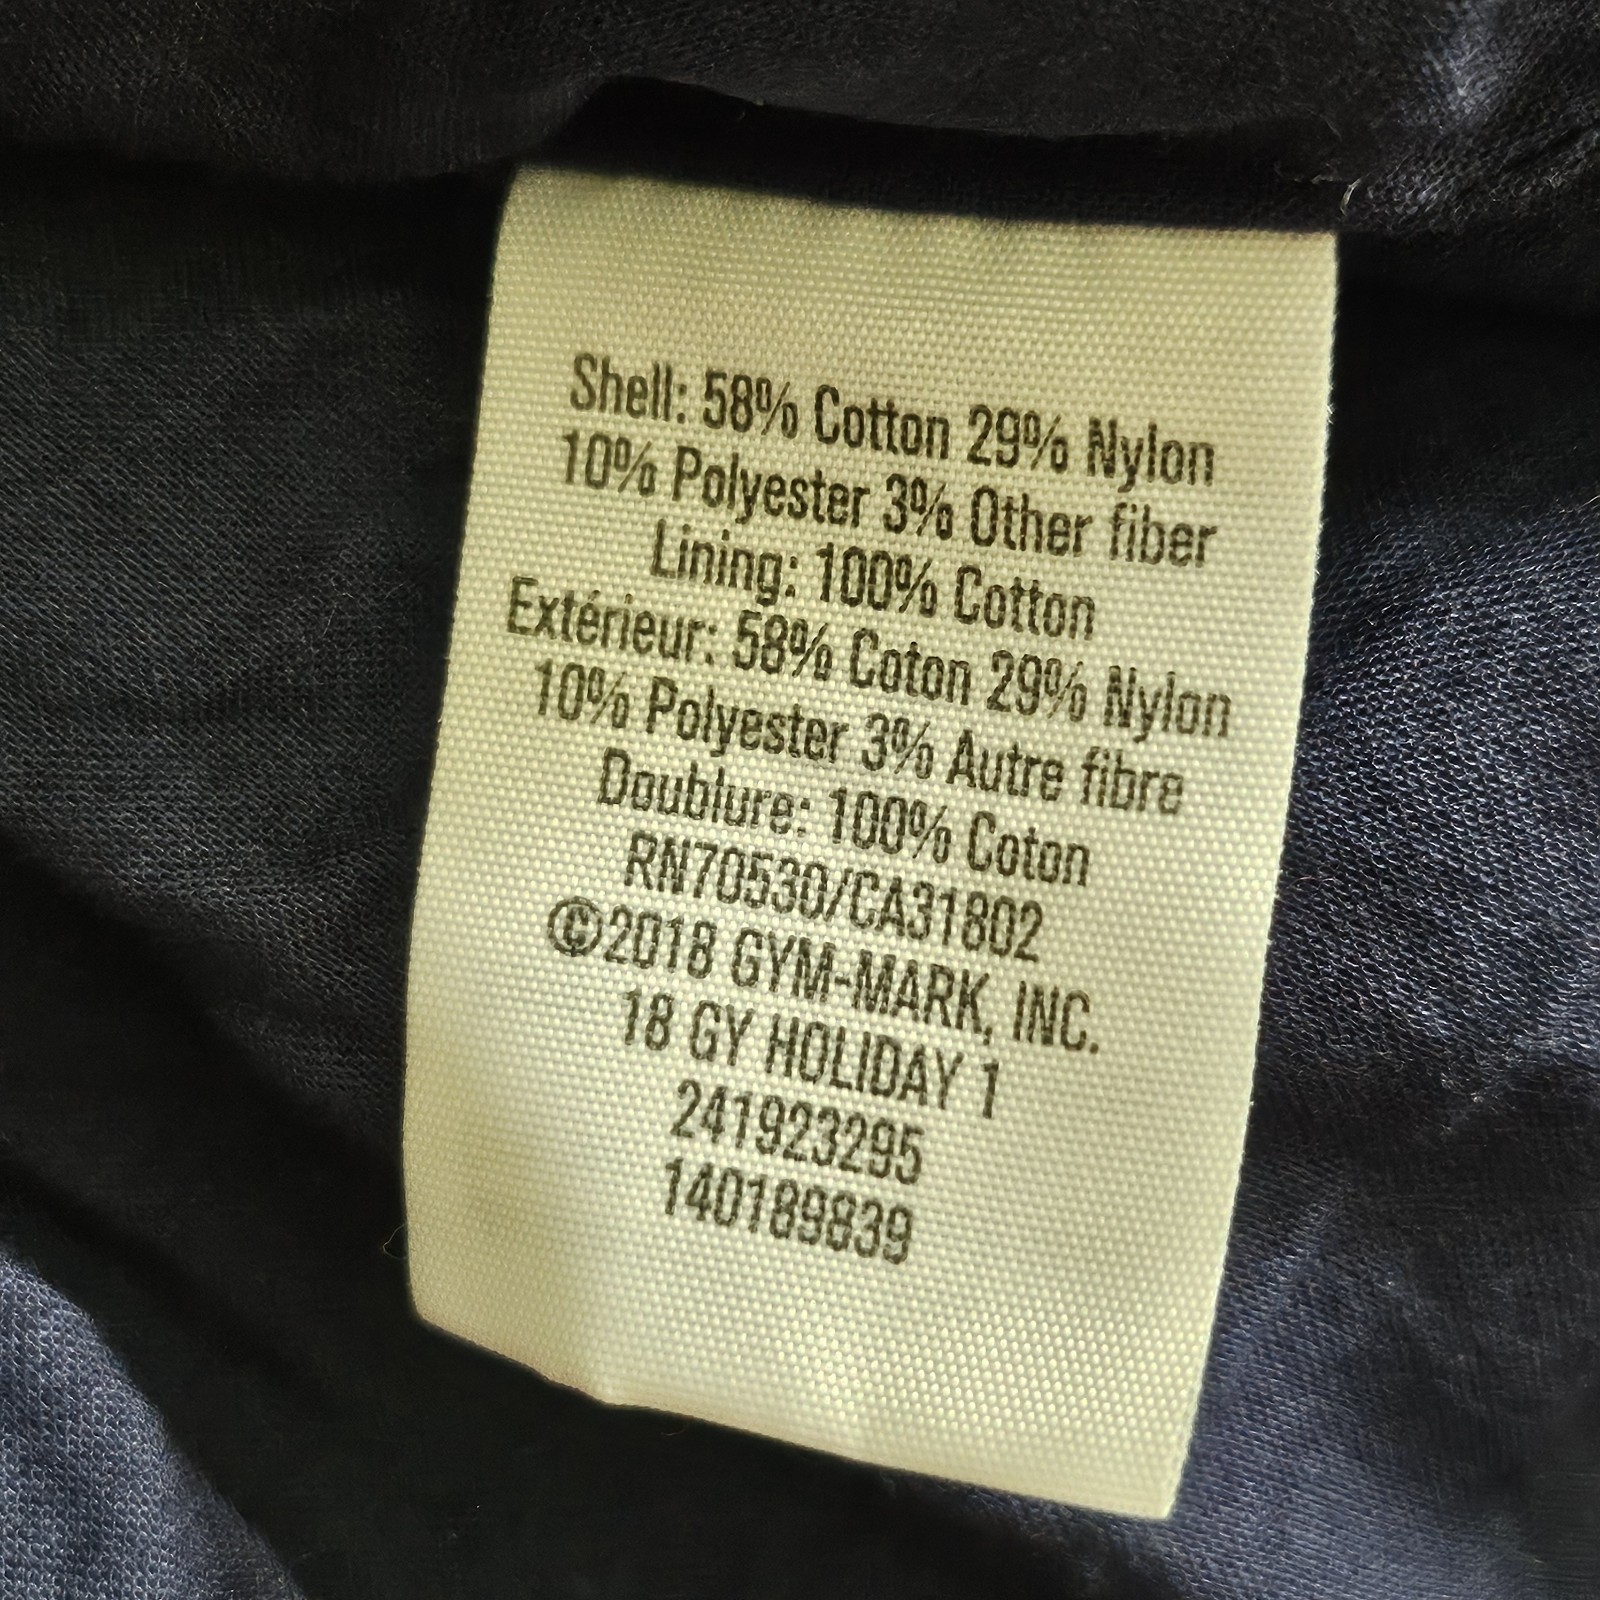 Shell: 58% Cotton 29% Nylon
10% Polyester 3% Other fiber
Lining: 100% Cotton
Extérieur: 58% Coton 29% Nylon
10% Polyester 3% Autre fibre
Doublure: 100% Coton
RN70530/CA31802
©2018 GYM-MARK, INC.
18 GY HOLIDAY 1
241923295
140189839